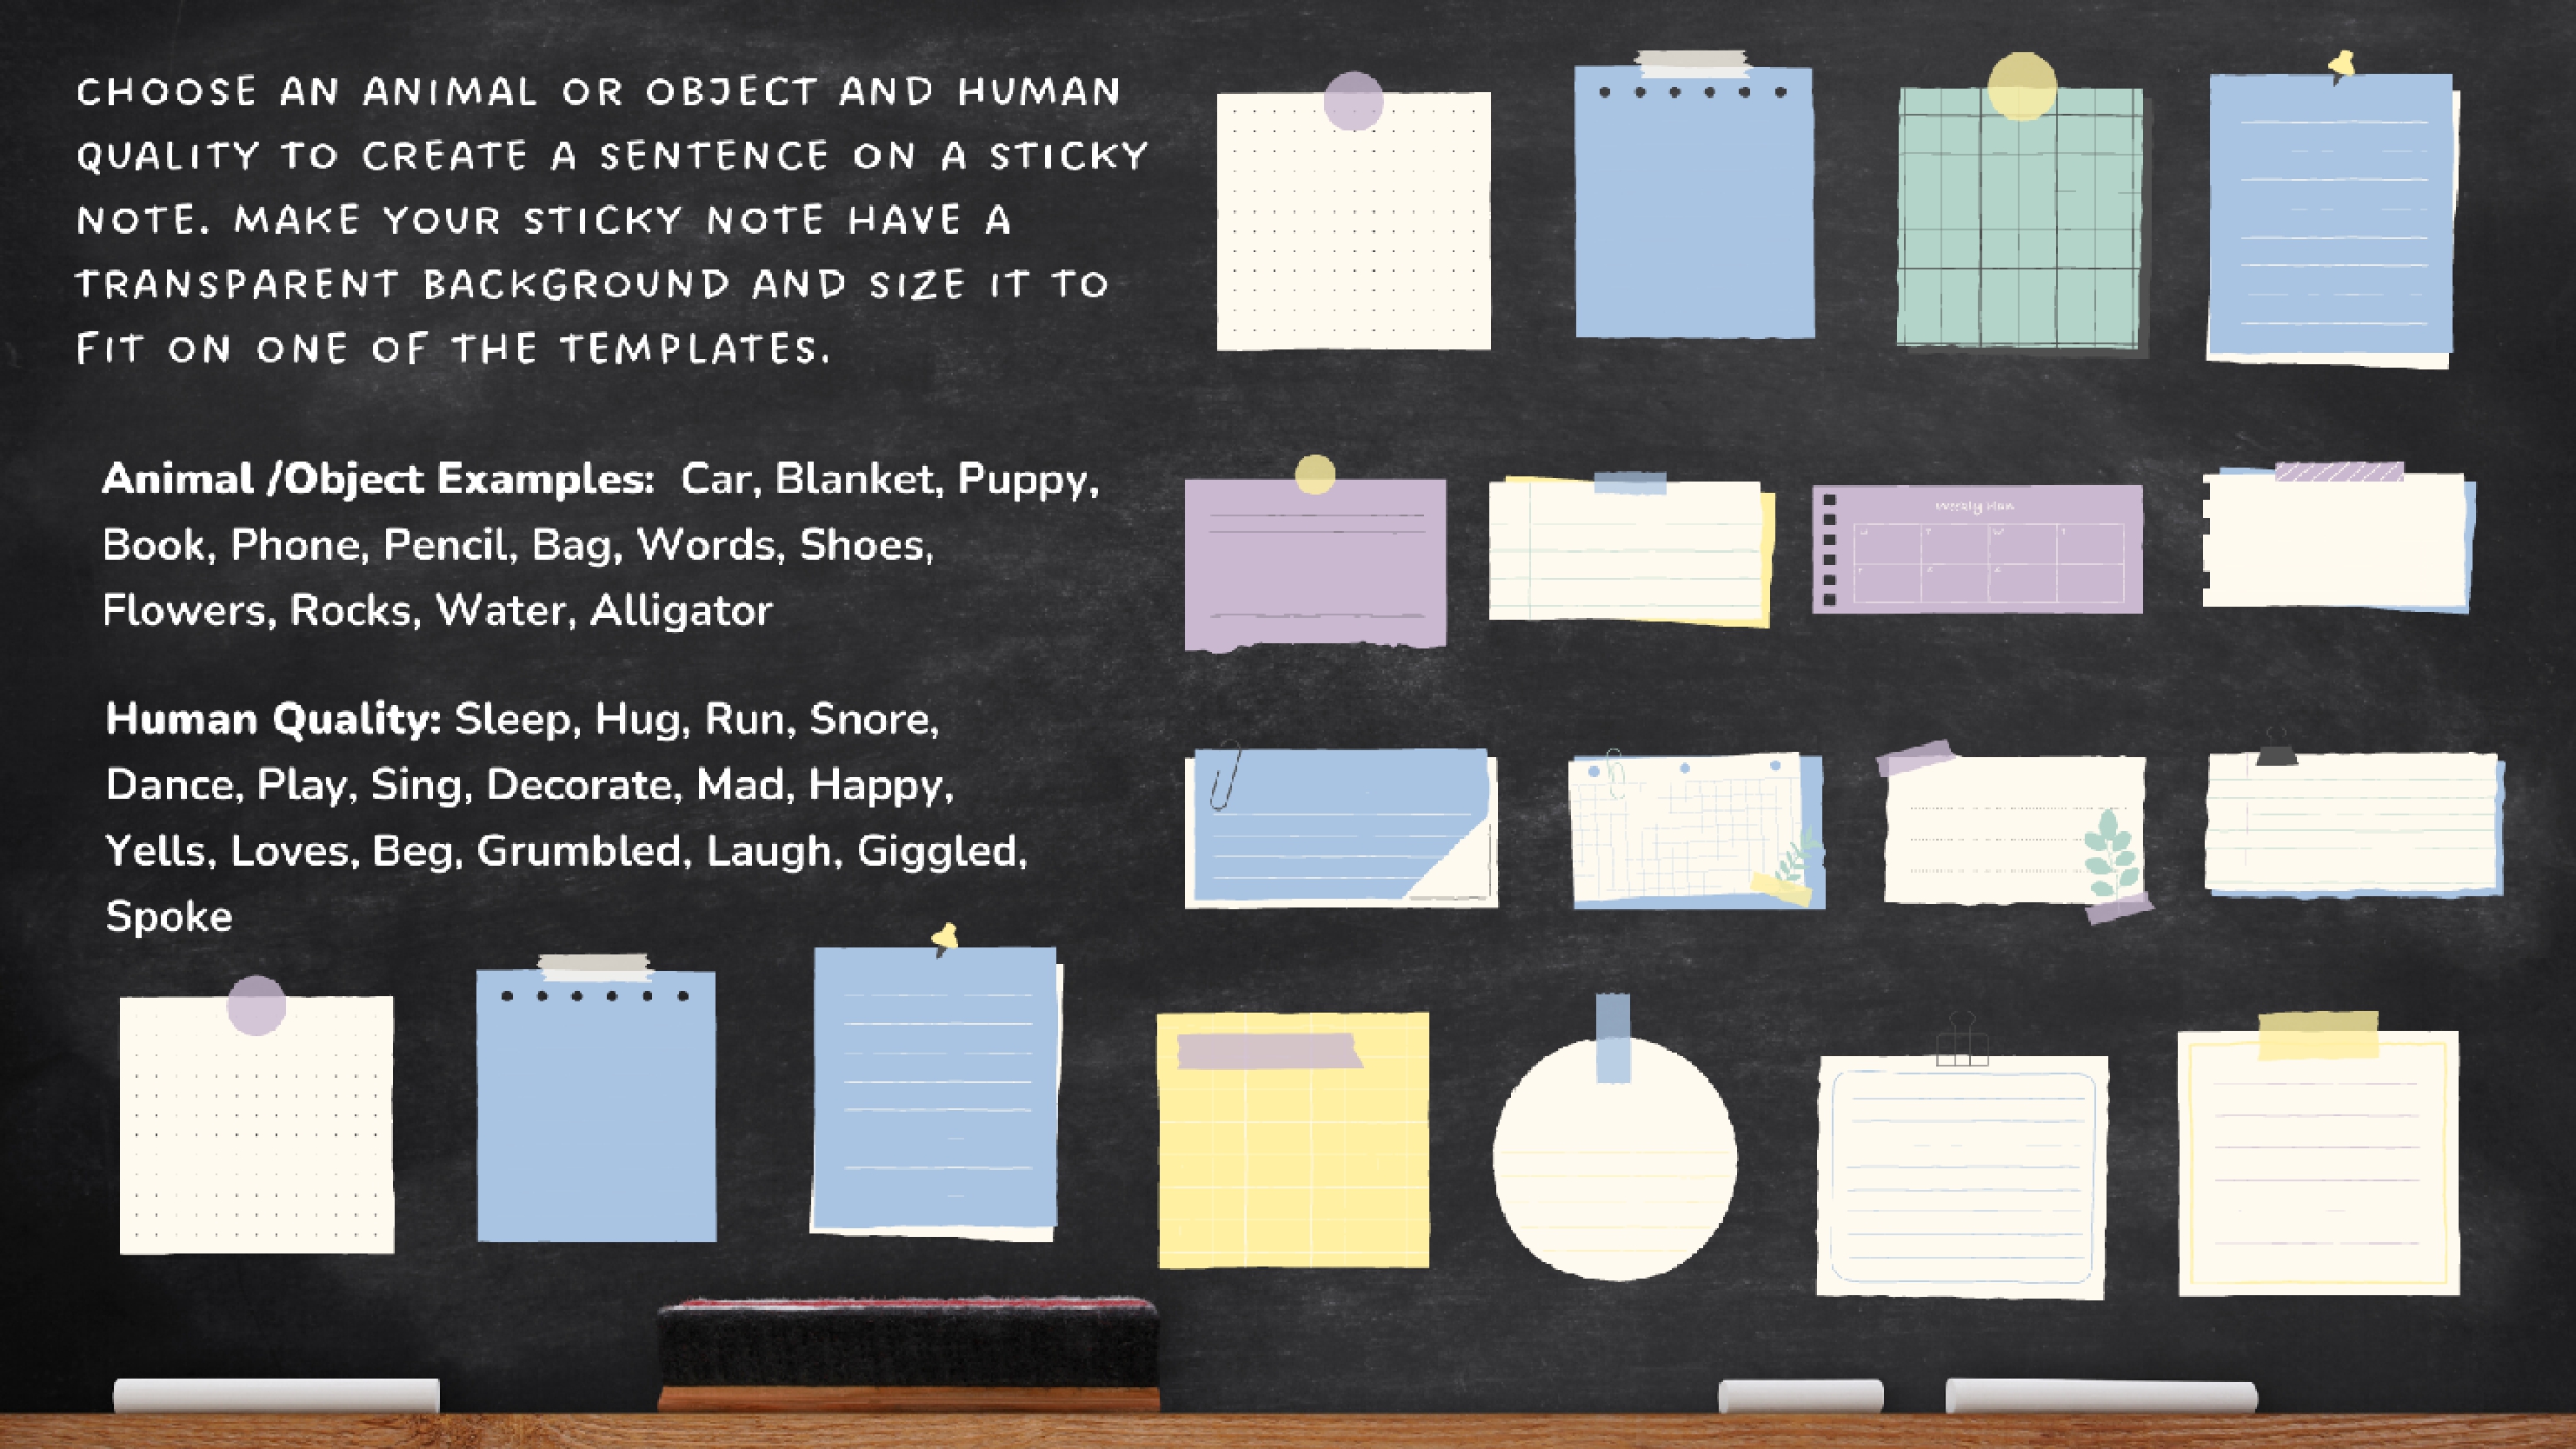 CHOOSE AN ANIMAL OR OBJECT AND HUMAN
QUALITY TO CREATE A SENTENCE ON A STICKY
NOTE. MAKE YOUR STICKY NOTE HAVE A
TRANSPARENT BACKGROUND AND SIZE IT TO
FIT ON ONE OF THE TEMPLATES.
Animal /Object Examples: Car, Blanket, Puppy,
Book, Phone, Pencil, Bag, Words, Shoes,
Flowers, Rocks, Water, Alligator
Human Quality: Sleep, Hug, Run, Snore,
Dance, Play, Sing, Decorate, Mad, Happy,
Yells, Loves, Beg, Grumbled, Laugh, Giggled,
Spoke
Weekly Plan